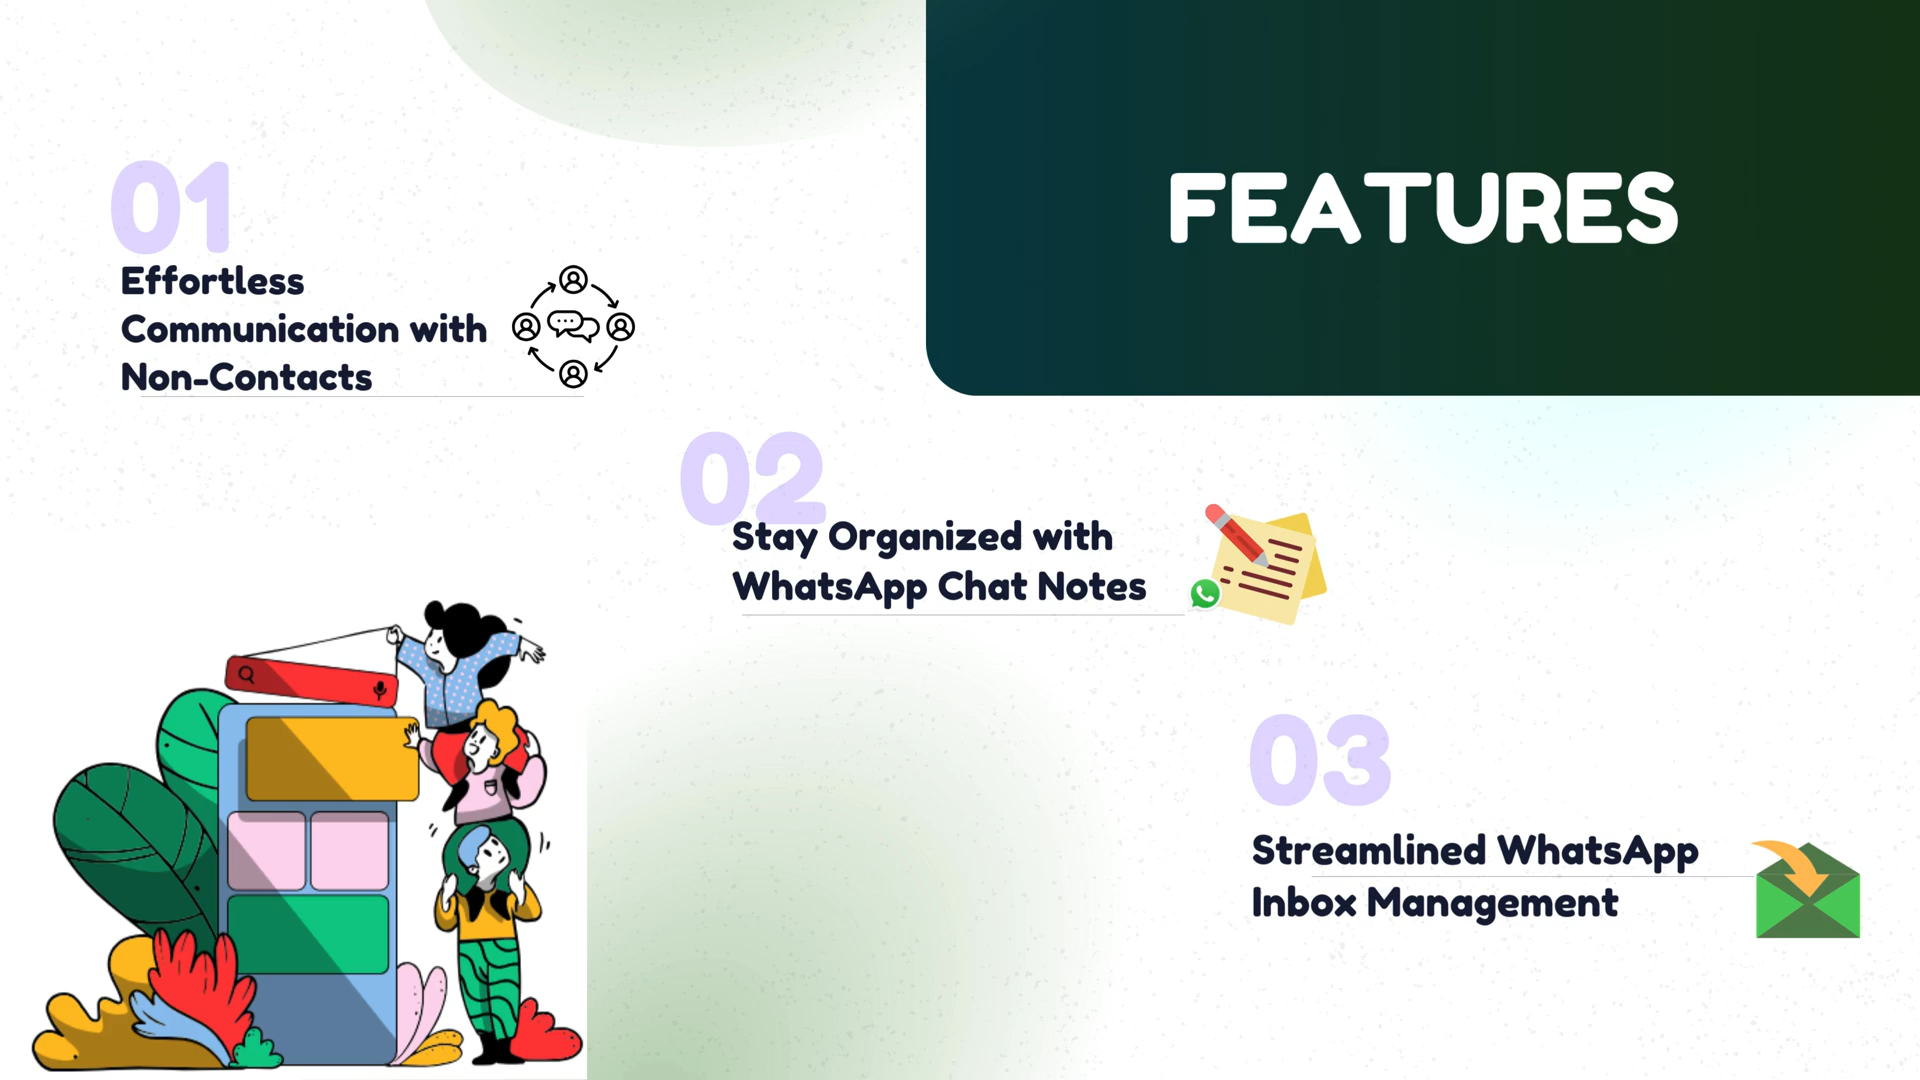 FEATURES
01
Effortless
Communication with
Non-Contacts
02
Stay Organized with
WhatsApp Chat Notes
03
Streamlined WhatsApp
Inbox Management